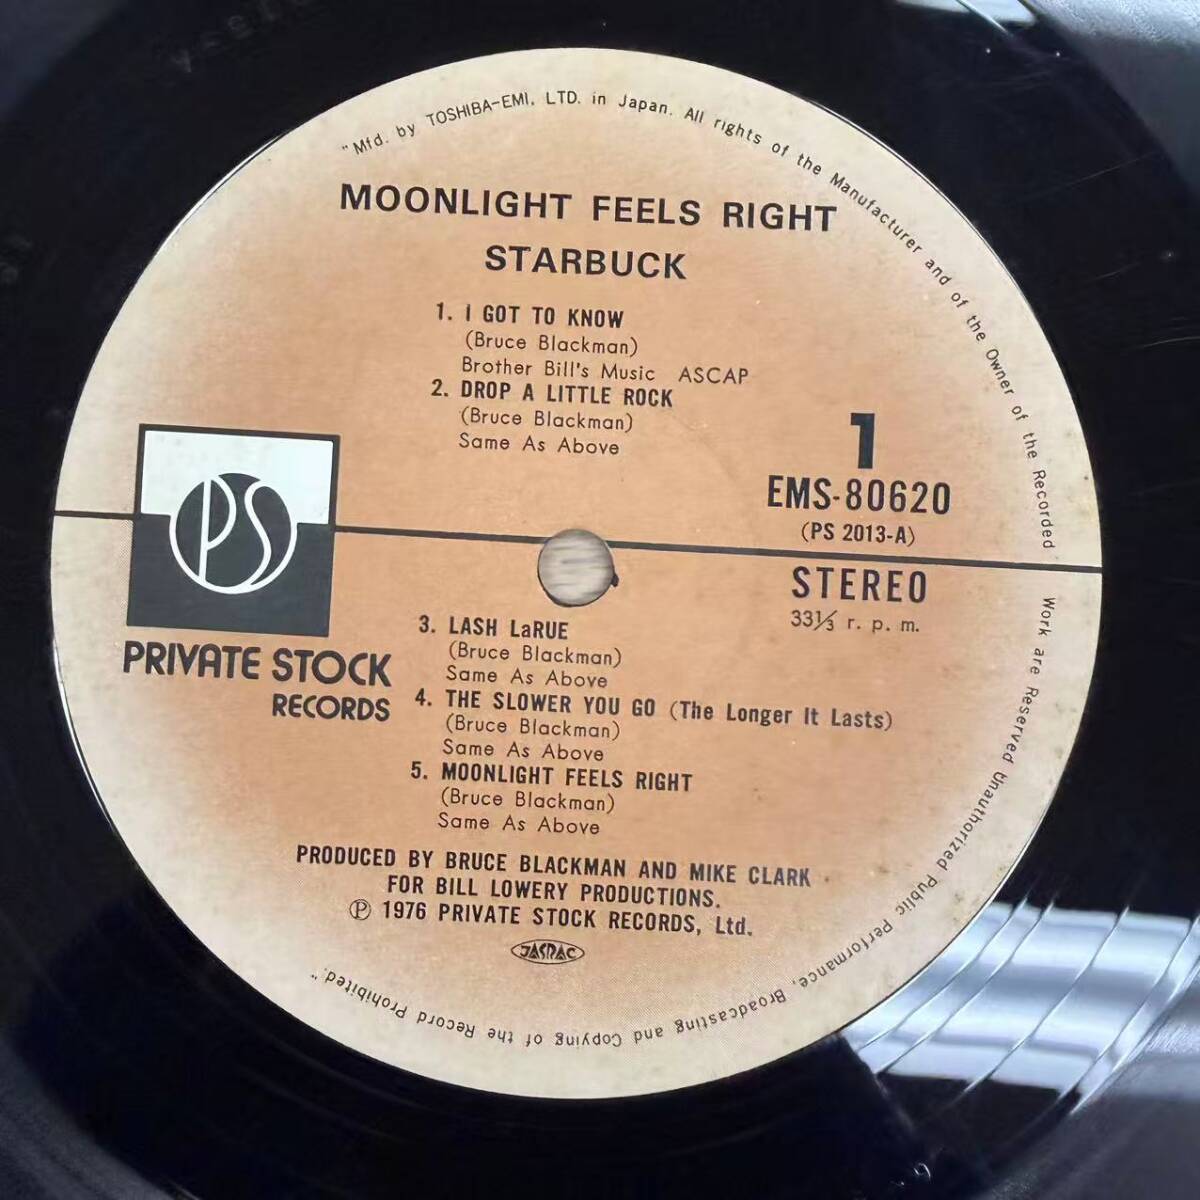 "Mfd. by TOSHIBA-EMI, LTD. in Japan. All rights of the Manufacturer and of the Owner of the Recorded Work are Reserved Unauthorized Public Performance, Broadcasting and Copying of the Record Prohibited."
MOONLIGHT FEELS RIGHT
STARBUCK
1. I GOT TO KNOW
(Bruce Blackman)
Brother Bill's Music ASCAP
2. DROP A LITTLE ROCK
(Bruce Blackman)
Same As Above
1
EMS-80620
(PS 2013-A)
STEREO
33⅓ r. p. m.
PS
PRIVATE STOCK
RECORDS
3. LASH LaRUE
(Bruce Blackman)
Same As Above
4. THE SLOWER YOU GO (The Longer It Lasts)
(Bruce Blackman)
Same As Above
5. MOONLIGHT FEELS RIGHT
(Bruce Blackman)
Same As Above
PRODUCED BY BRUCE BLACKMAN AND MIKE CLARK
FOR BILL LOWERY PRODUCTIONS.
Ⓟ 1976 PRIVATE STOCK RECORDS, Ltd.
JASRAC